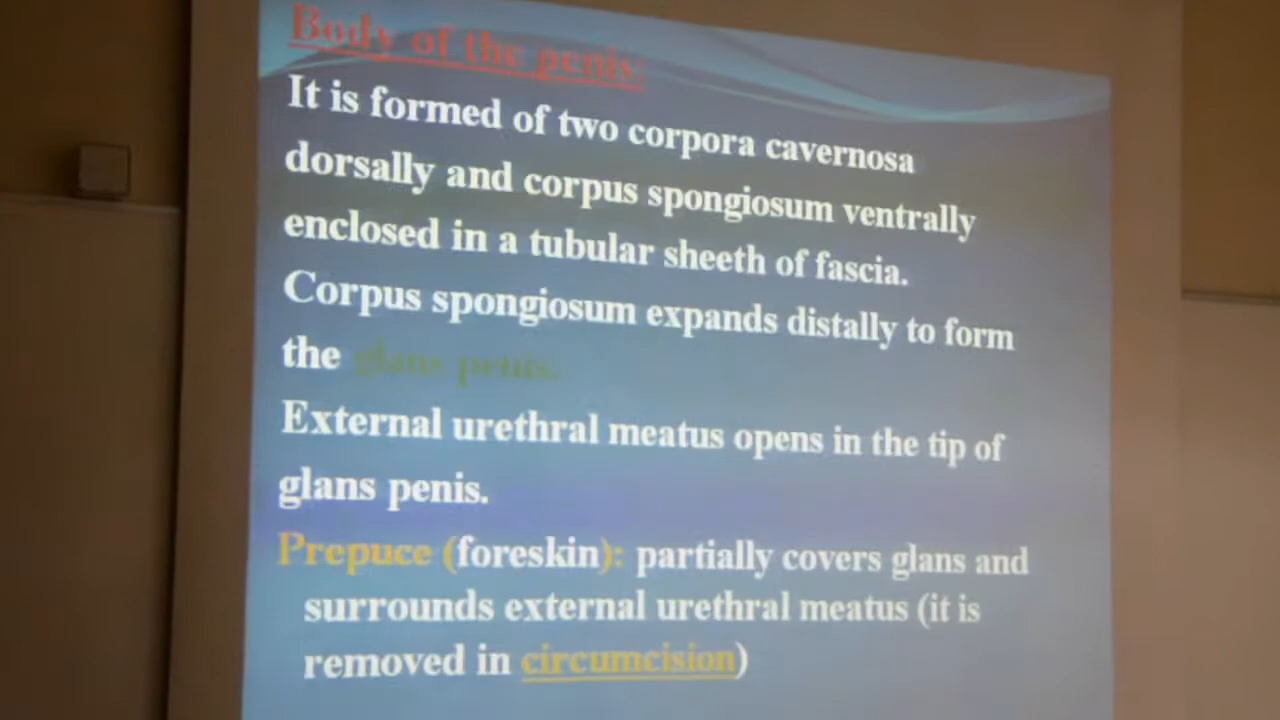 Body of the penis:
It is formed of two corpora cavernosa
dorsally and corpus spongiosum ventrally
enclosed in a tubular sheeth of fascia.
Corpus spongiosum expands distally to form
the glans penis.
External urethral meatus opens in the tip of
glans penis.
Prepuce (foreskin): partially covers glans and
surrounds external urethral meatus (it is
removed in circumcision)